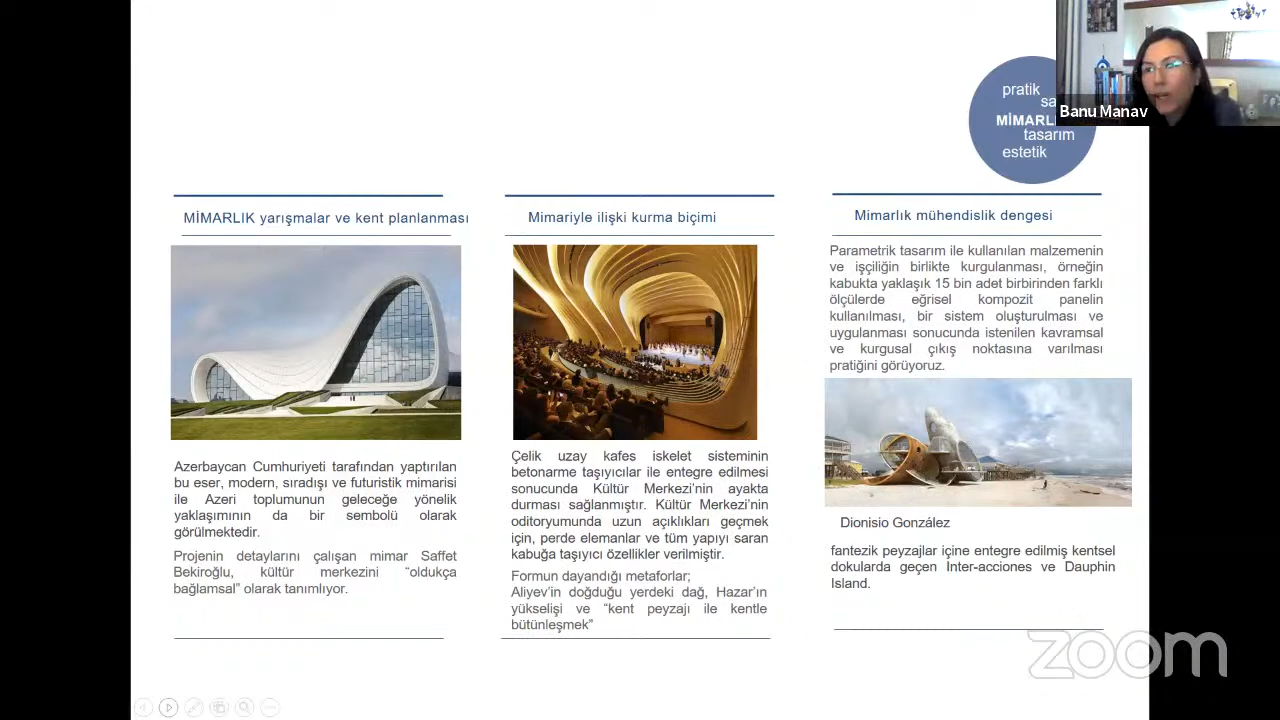 pratik
MİMARL
tasarım
estetik
Banu Manav
MİMARLIK yarışmalar ve kent planlanması
Azerbaycan Cumhuriyeti tarafından yaptırılan
bu eser, modern, sıradışı ve futuristik mimarisi
ile Azeri toplumunun geleceğe yönelik
yaklaşımının da bir sembolü olarak
görülmektedir.
Projenin detaylarını çalışan mimar Saffet
Bekiroğlu, kültür merkezini “oldukça
bağlamsal” olarak tanımlıyor.
Mimariyle ilişki kurma biçimi
Çelik uzay kafes iskelet sisteminin
betonarme taşıyıcılar ile entegre edilmesi
sonucunda Kültür Merkezi’nin ayakta
durması sağlanmıştır. Kültür Merkezi’nin
oditoryumunda uzun açıklıkları geçmek
için, perde elemanlar ve tüm yapıyı saran
kabuğa taşıyıcı özellikler verilmiştir.
Formun dayandığı metaforlar;
Aliyev’in doğduğu yerdeki dağ, Hazar’ın
yükselişi ve “kent peyzajı ile kentle
bütünleşmek”
Mimarlık mühendislik dengesi
Parametrik tasarım ile kullanılan malzemenin
ve işçiliğin birlikte kurgulanması, örneğin
kabukta yaklaşık 15 bin adet birbirinden farklı
ölçülerde eğrisel kompozit panelin
kullanılması, bir sistem oluşturulması ve
uygulanması sonucunda istenilen kavramsal
ve kurgusal çıkış noktasına varılması
pratiğini görüyoruz.
Dionisio González
fantezik peyzajlar içine entegre edilmiş kentsel
dokularda geçen Inter-acciones ve Dauphin
Island.
zoom